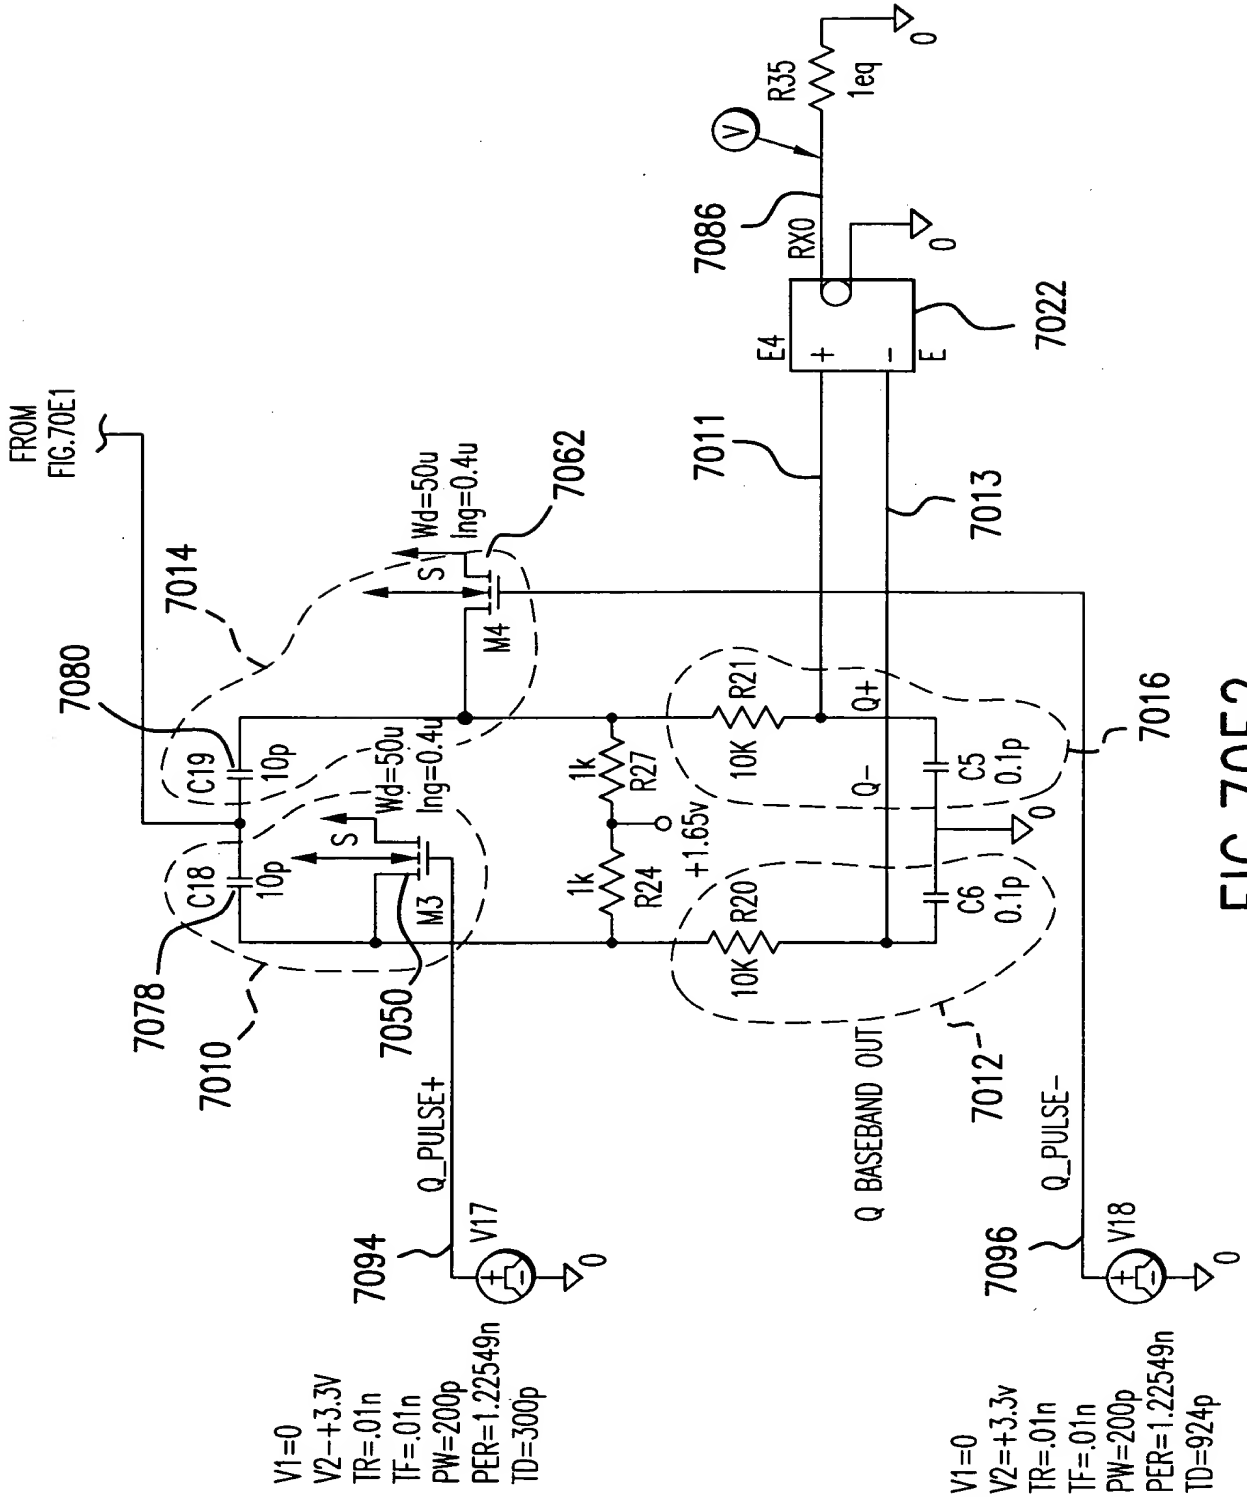 FROM
FIG.70E1
7014
7080
7078
7010
C19
10p
C18
10p
Wd=50u
lng=0.4u
7062
S
M4
Wd=50u
lng=0.4u
S
M3
7050
Q_PULSE+
7094
V17
0
V1=0
V2-+3.3V
TR=.01n
TF=.01n
PW=200p
PER=1.22549n
TD=300p
1k
R27
1k
R24
+1.65v
R21
10K
R20
10K
Q+
Q-
C5
0.1p
C6
0.1p
0
7016
7012
Q BASEBAND OUT
Q_PULSE-
7096
V18
0
V1=0
V2=+3.3v
TR=.01n
TF=.01n
PW=200p
PER=1.22549n
TD=924p
7011
7013
E4
+
-
E
7022
RX0
7086
V
R35
1eq
0
0